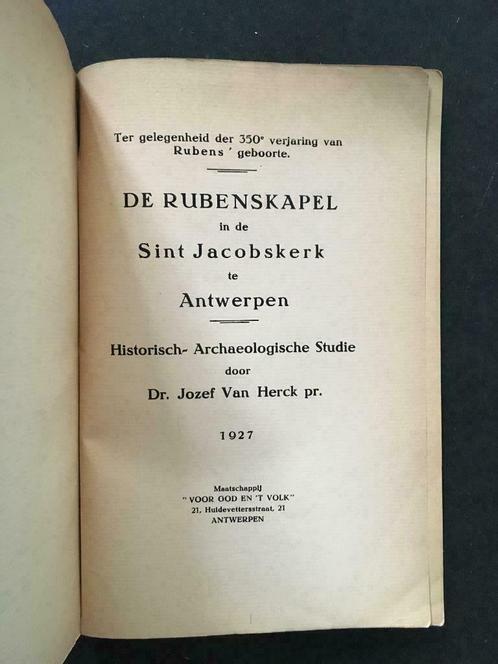 Ter gelegenheid der 350e verjaring van
Rubens' geboorte.
DE RUBENSKAPEL
in de
Sint Jacobskerk
te
Antwerpen
Historisch- Archaeologische Studie
door
Dr. Jozef Van Herck pr.
1927
Maatschappij
"VOOR GOD EN 'T VOLK"
21, Huidevettersstraat, 21
ANTWERPEN